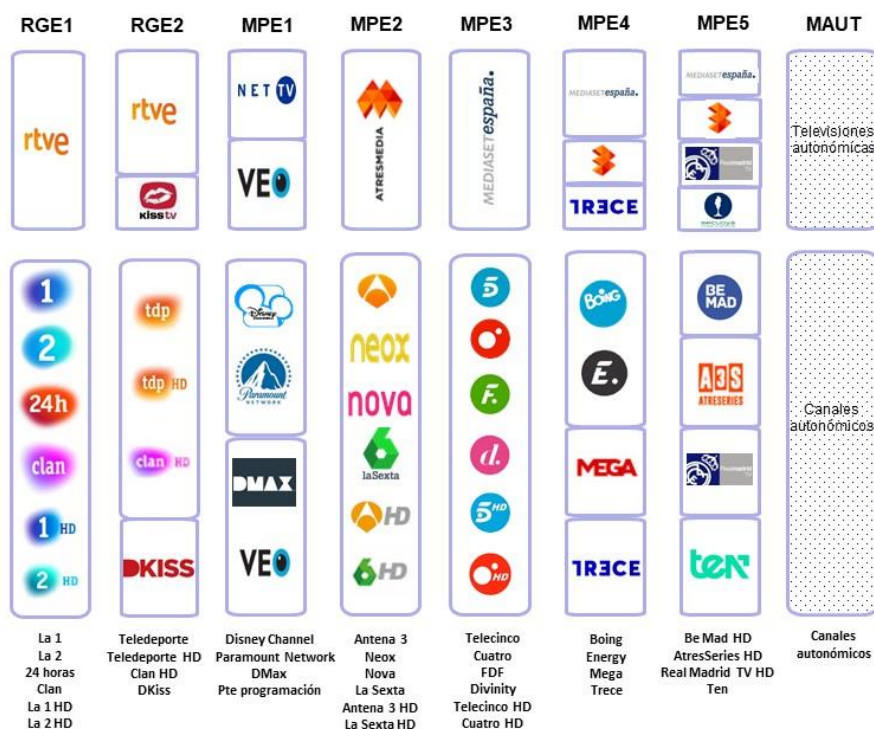 RGE1 RGE2 MPE1 MPE2 MPE3 MPE4 MPE5 MAUT
rtve
rtve
KISS tv
NET TV
VEO
ATRESMEDIA
MEDIASETespaña.
MEDIASETespaña.
TRECE
MEDIASETespaña.
Realmadrid TV
Televisiones
autonómicas
1
2
24h
clan
1 HD
2 HD
tdp
tdp HD
clan HD
DKISS
Disney
Paramount
NETWORK
DMAX
VEO
neox
nova
6
laSexta
HD
6 HD
5
F.
d.
5 HD
HD
BOING
E.
MEGA
TRECE
BE
MAD
A3S
ATRESERIES
Realmadrid TV
ten
Canales
autonómicos
La 1
La 2
24 horas
Clan
La 1 HD
La 2 HD
Teledeporte
Teledeporte HD
Clan HD
DKiss
Disney Channel
Paramount Network
DMax
Pte programación
Antena 3
Neox
Nova
La Sexta
Antena 3 HD
La Sexta HD
Telecinco
Cuatro
FDF
Divinity
Telecinco HD
Cuatro HD
Boing
Energy
Mega
Trece
Be Mad HD
AtresSeries HD
Real Madrid TV HD
Ten
Canales
autonómicos